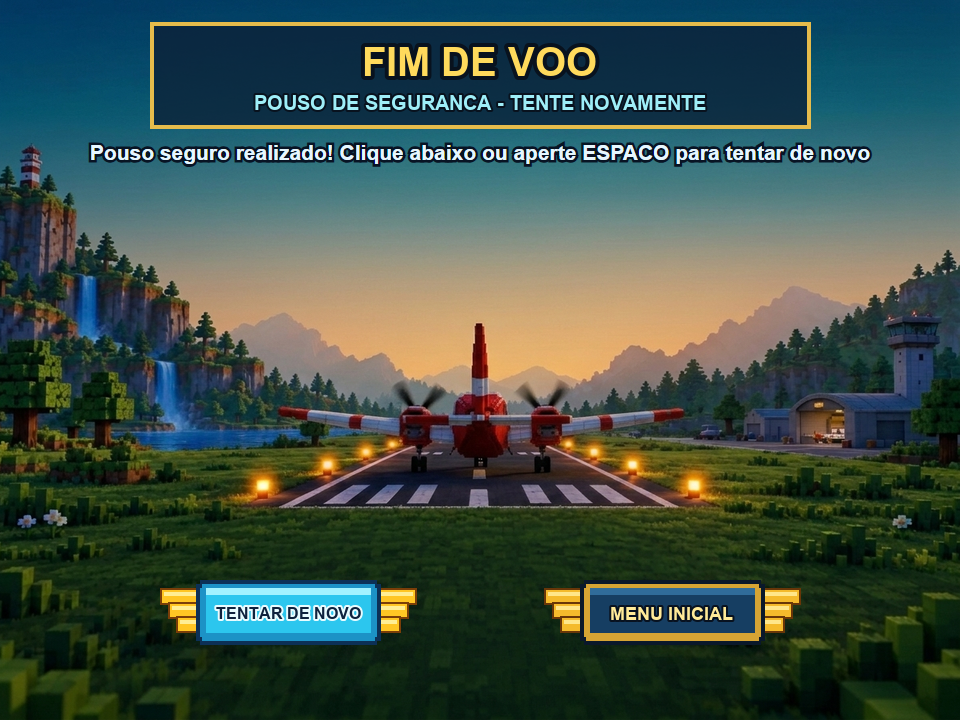 FIM DE VOO
POUSO DE SEGURANCA - TENTE NOVAMENTE
Pouso seguro realizado! Clique abaixo ou aperte ESPACO para tentar de novo
TENTAR DE NOVO
MENU INICIAL